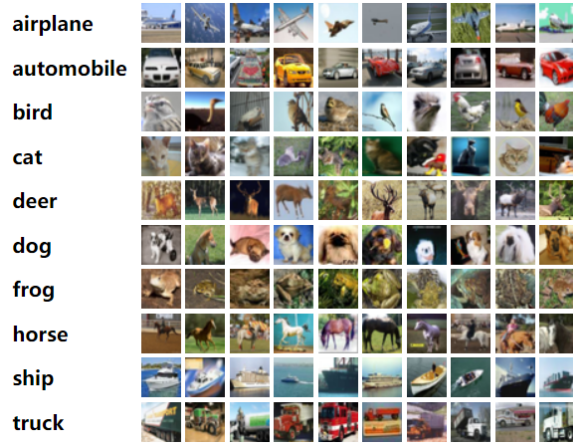 airplane
automobile
bird
cat
deer
dog
frog
horse
ship
truck